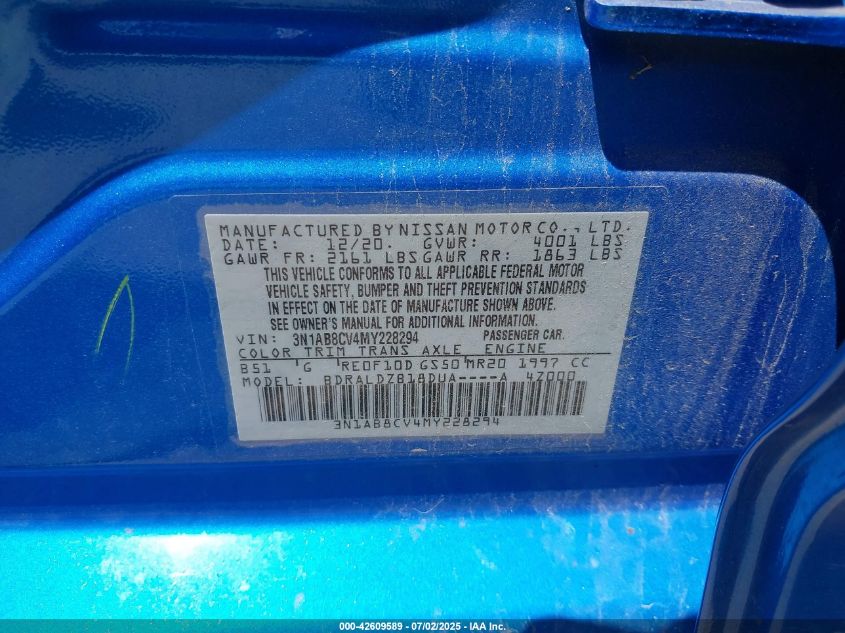 MANUFACTURED BY NISSAN MOTOR CO., LTD.
DATE: 12/20. GVWR: 4001 LBS
GAWR FR: 2161 LBS GAWR RR: 1863 LBS
THIS VEHICLE CONFORMS TO ALL APPLICABLE FEDERAL MOTOR
VEHICLE SAFETY, BUMPER AND THEFT PREVENTION STANDARDS
IN EFFECT ON THE DATE OF MANUFACTURE SHOWN ABOVE.
SEE OWNER'S MANUAL FOR ADDITIONAL INFORMATION.
VIN: 3N1AB8CV4MY228294 PASSENGER CAR.
COLOR TRIM TRANS AXLE ENGINE
B51 'G RE0F10D GS50 MR20 1997 CC
MODEL: BDRALDZB18DUA----A 4Z000
3N1AB8CV4MY228294
000-42609589 - 07/02/2025 - IAA Inc.